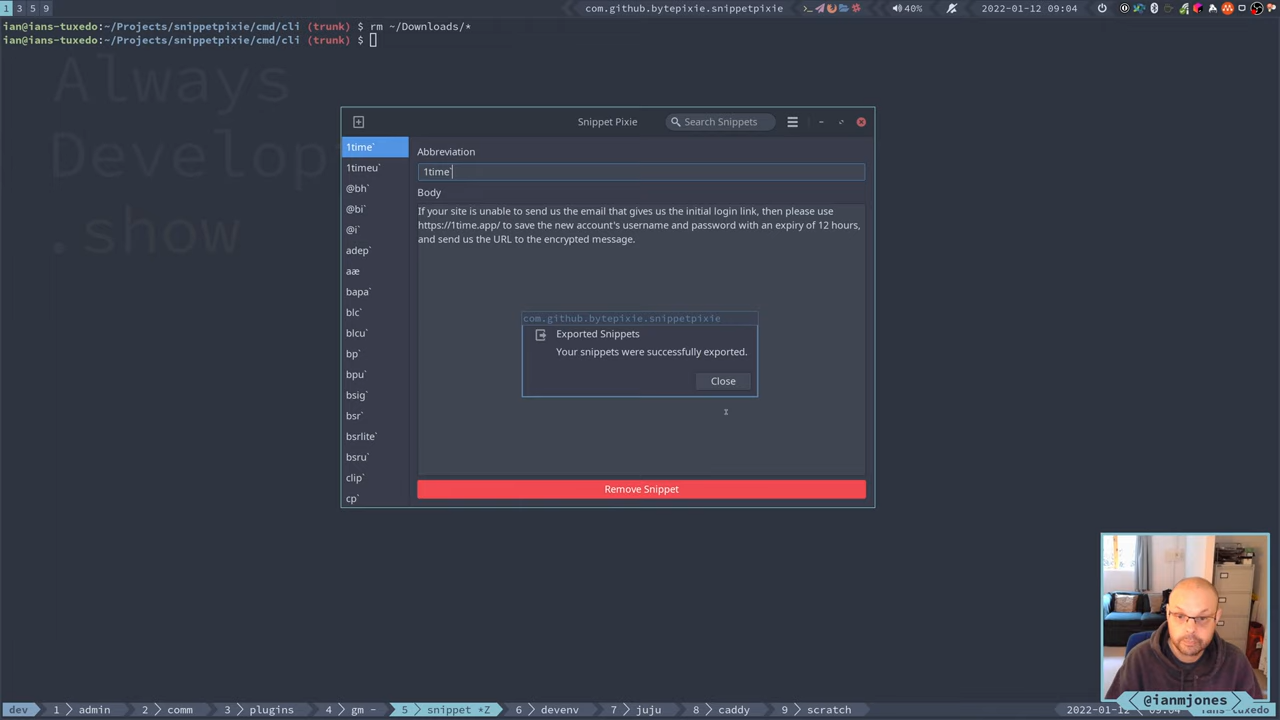 1 3 5 9
com.github.bytepixie.snippetpixie
40%
2022-01-12 09:04
ian@ians-tuxedo:~/Projects/snippetpixie/cmd/cli (trunk) $ rm ~/Downloads/*
ian@ians-tuxedo:~/Projects/snippetpixie/cmd/cli (trunk) $
Always
Develop
.show
Snippet Pixie
Search Snippets
1time`
1timeu`
@bh`
@bi`
@i`
adep`
aæ
bapa`
blc`
blcu`
bp`
bpu`
bsig`
bsr`
bsrlite`
bsru`
clip`
cp`
Abbreviation
1time`
Body
If your site is unable to send us the email that gives us the initial login link, then please use
https://1time.app/ to save the new account's username and password with an expiry of 12 hours,
and send us the URL to the encrypted message.
com.github.bytepixie.snippetpixie
Exported Snippets
Your snippets were successfully exported.
Close
Remove Snippet
@ianmjones
dev 1 admin 2 comm 3 plugins 4 gm - 5 snippet *Z 6 devenv 7 juju 8 caddy 9 scratch 2022-01-12